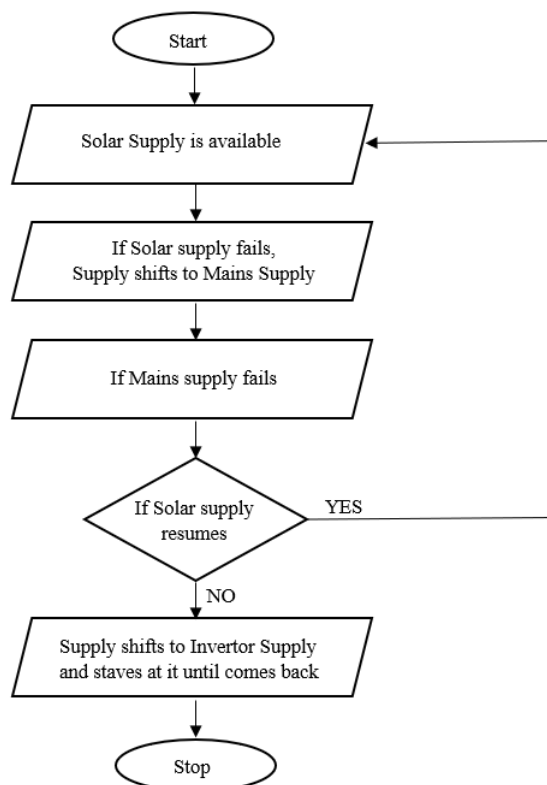 Start
Solar Supply is available
If Solar supply fails,
Supply shifts to Mains Supply
If Mains supply fails
If Solar supply
resumes
YES
NO
Supply shifts to Invertor Supply
and staves at it until comes back
Stop